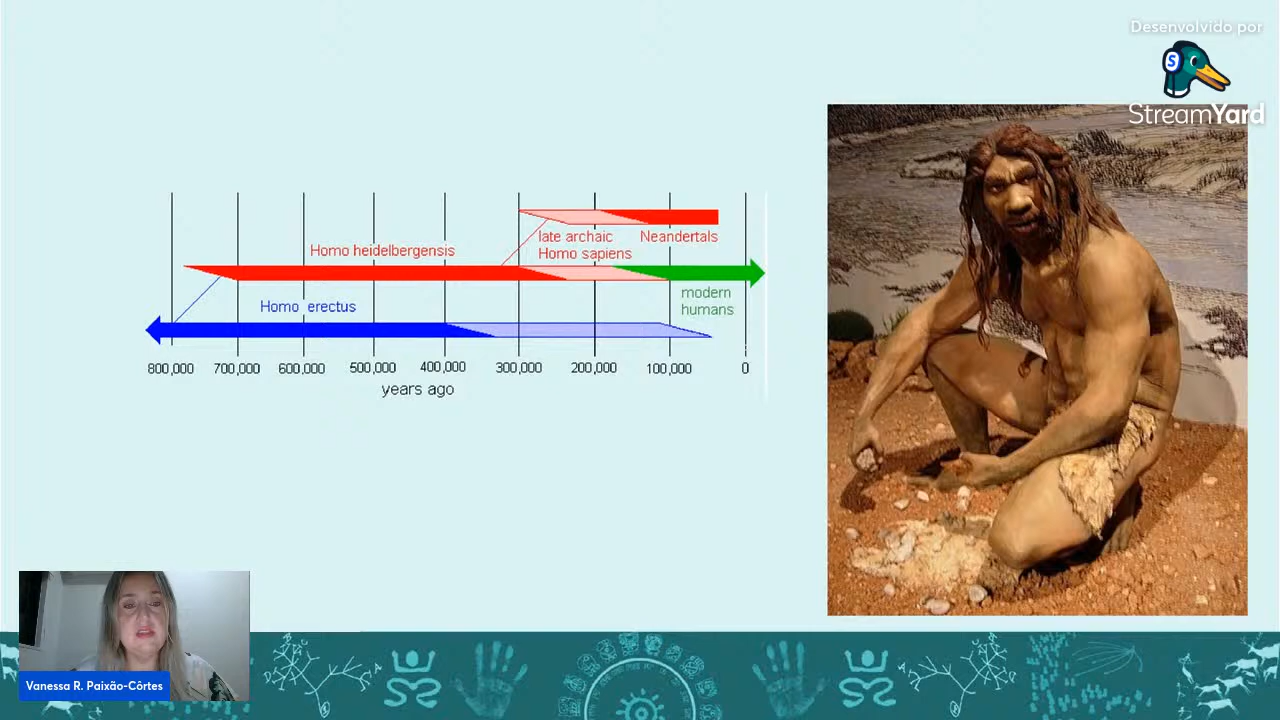 Desenvolvido por
StreamYard
late archaic
Homo sapiens
Neandertals
Homo heidelbergensis
modern
humans
Homo erectus
800,000 700,000 600,000 500,000 400,000 300,000 200,000 100,000 0
years ago
Vanessa R. Paixão-Côrtes